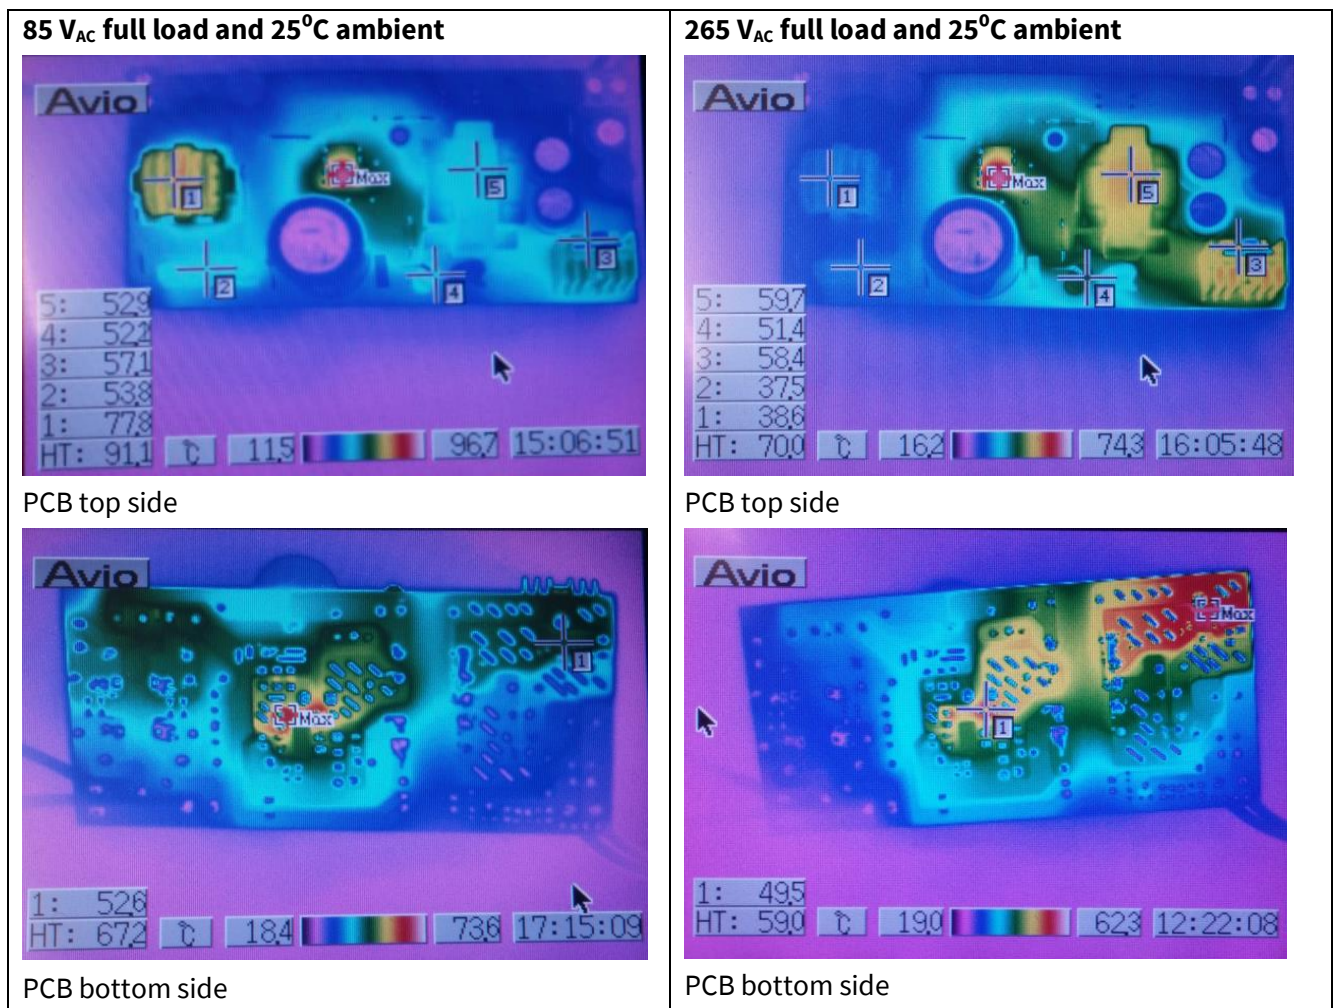 85 VAC full load and 25⁰C ambient
Avio
Max
1
5
2
3
4
5: 52.9
4: 52.2
3: 57.1
2: 53.8
1: 77.8
HT: 91.1 ℃ 11.5 96.7 15:06:51
PCB top side
265 VAC full load and 25⁰C ambient
Avio
Max
1
5
2
3
4
5: 59.7
4: 51.4
3: 58.4
2: 37.5
1: 38.6
HT: 70.0 ℃ 16.2 74.3 16:05:48
PCB top side
Avio
1
Max
1: 52.6
HT: 67.2 ℃ 18.4 73.6 17:15:09
PCB bottom side
Avio
Max
1
1: 49.5
HT: 59.0 ℃ 19.0 62.3 12:22:08
PCB bottom side